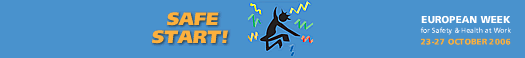 SAFE
START!
EUROPEAN WEEK
for Safety & Health at Work
23-27 OCTOBER 2006